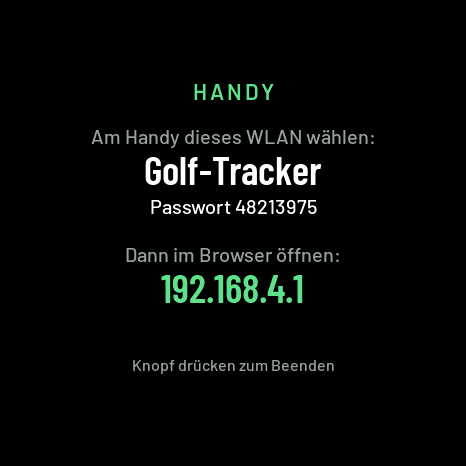 HANDY
Am Handy dieses WLAN wählen:
Golf-Tracker
Passwort 48213975
Dann im Browser öffnen:
192.168.4.1
Knopf drücken zum Beenden